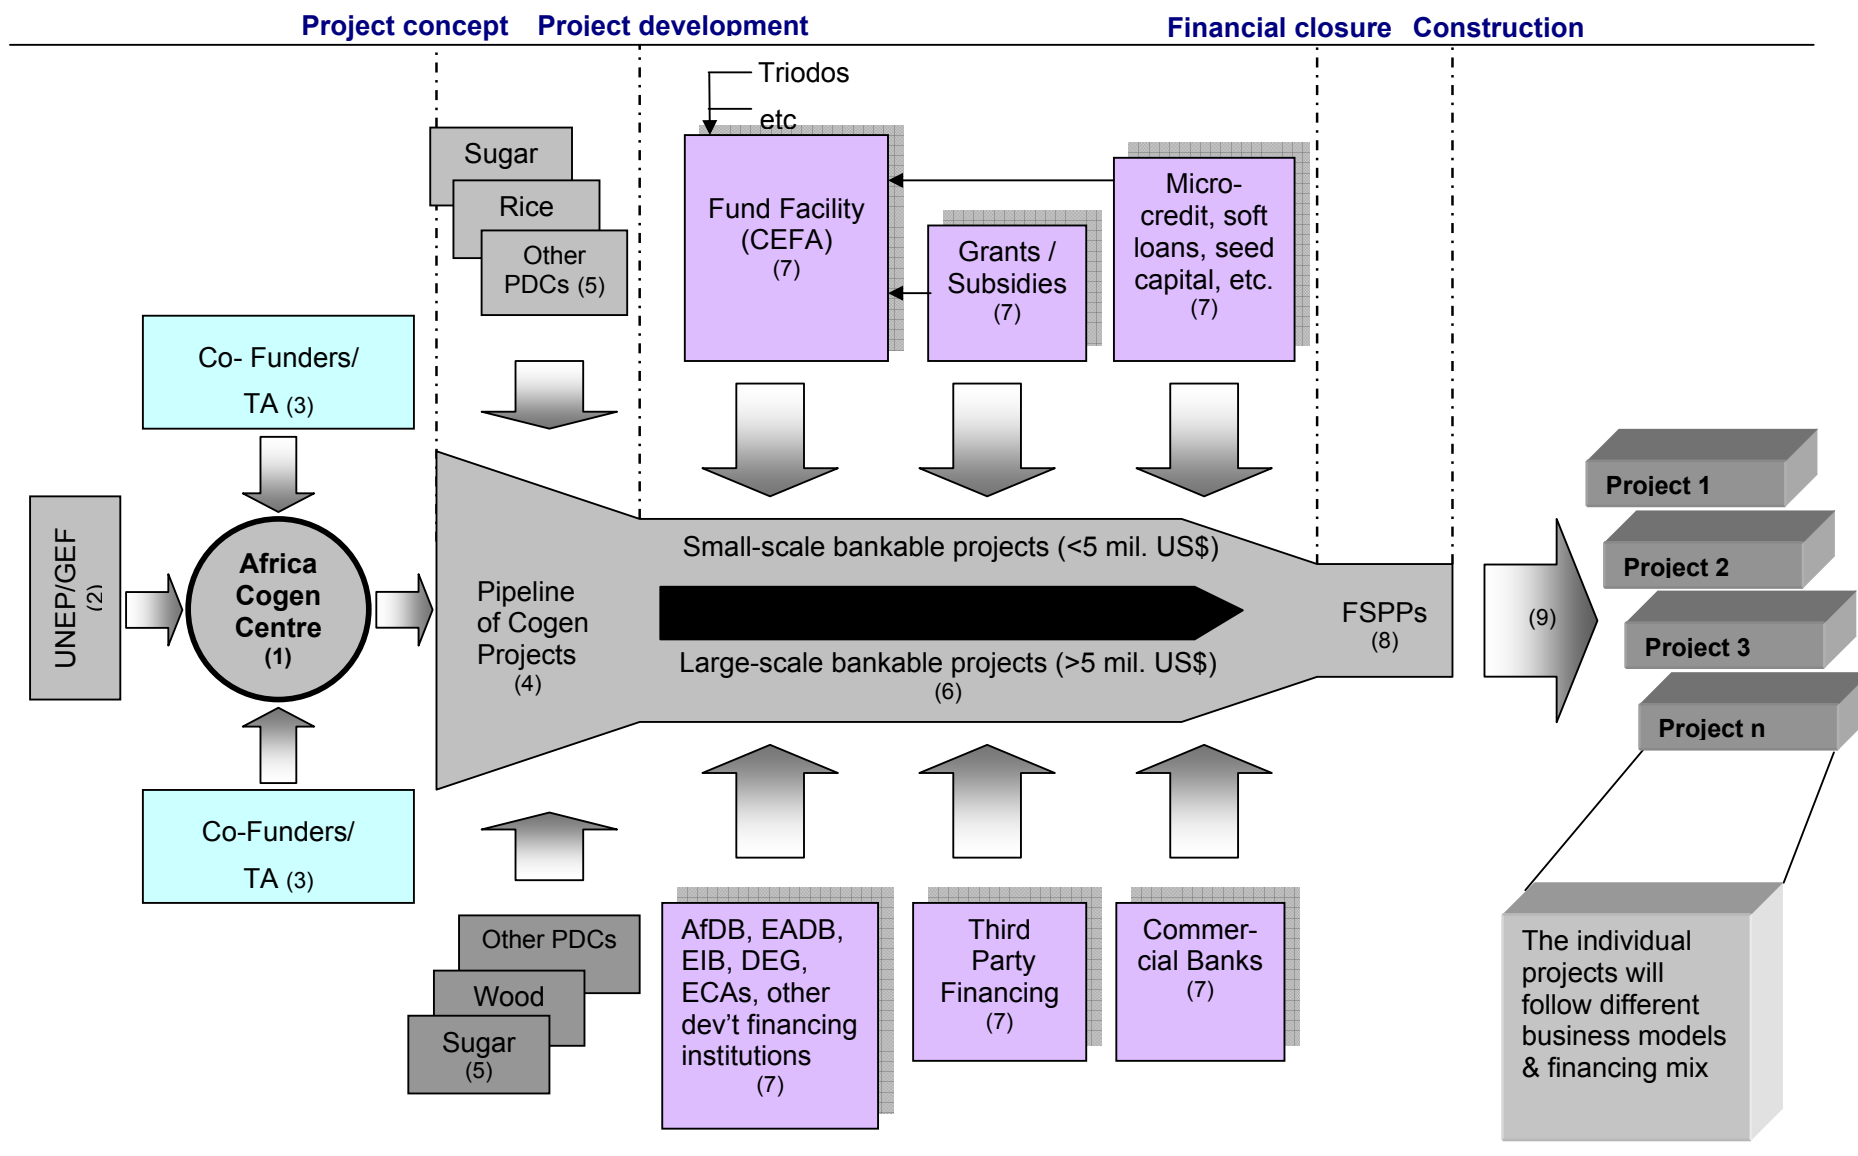 Project concept
Project development
Financial closure
Construction
Triodos
etc
Sugar
Rice
Other
PDCs (5)
Fund Facility
(CEFA)
(7)
Grants /
Subsidies
(7)
Micro-
credit, soft
loans, seed
capital, etc.
(7)
Co- Funders/
TA (3)
UNEP/GEF
(2)
Africa
Cogen
Centre
(1)
Pipeline
of Cogen
Projects
(4)
Small-scale bankable projects (<5 mil. US$)
Large-scale bankable projects (>5 mil. US$)
(6)
FSPPs
(8)
(9)
Project 1
Project 2
Project 3
Project n
Co-Funders/
TA (3)
Other PDCs
Wood
Sugar
(5)
AfDB, EADB,
EIB, DEG,
ECAs, other
dev’t financing
institutions
(7)
Third
Party
Financing
(7)
Commer-
cial Banks
(7)
The individual
projects will
follow different
business models
& financing mix